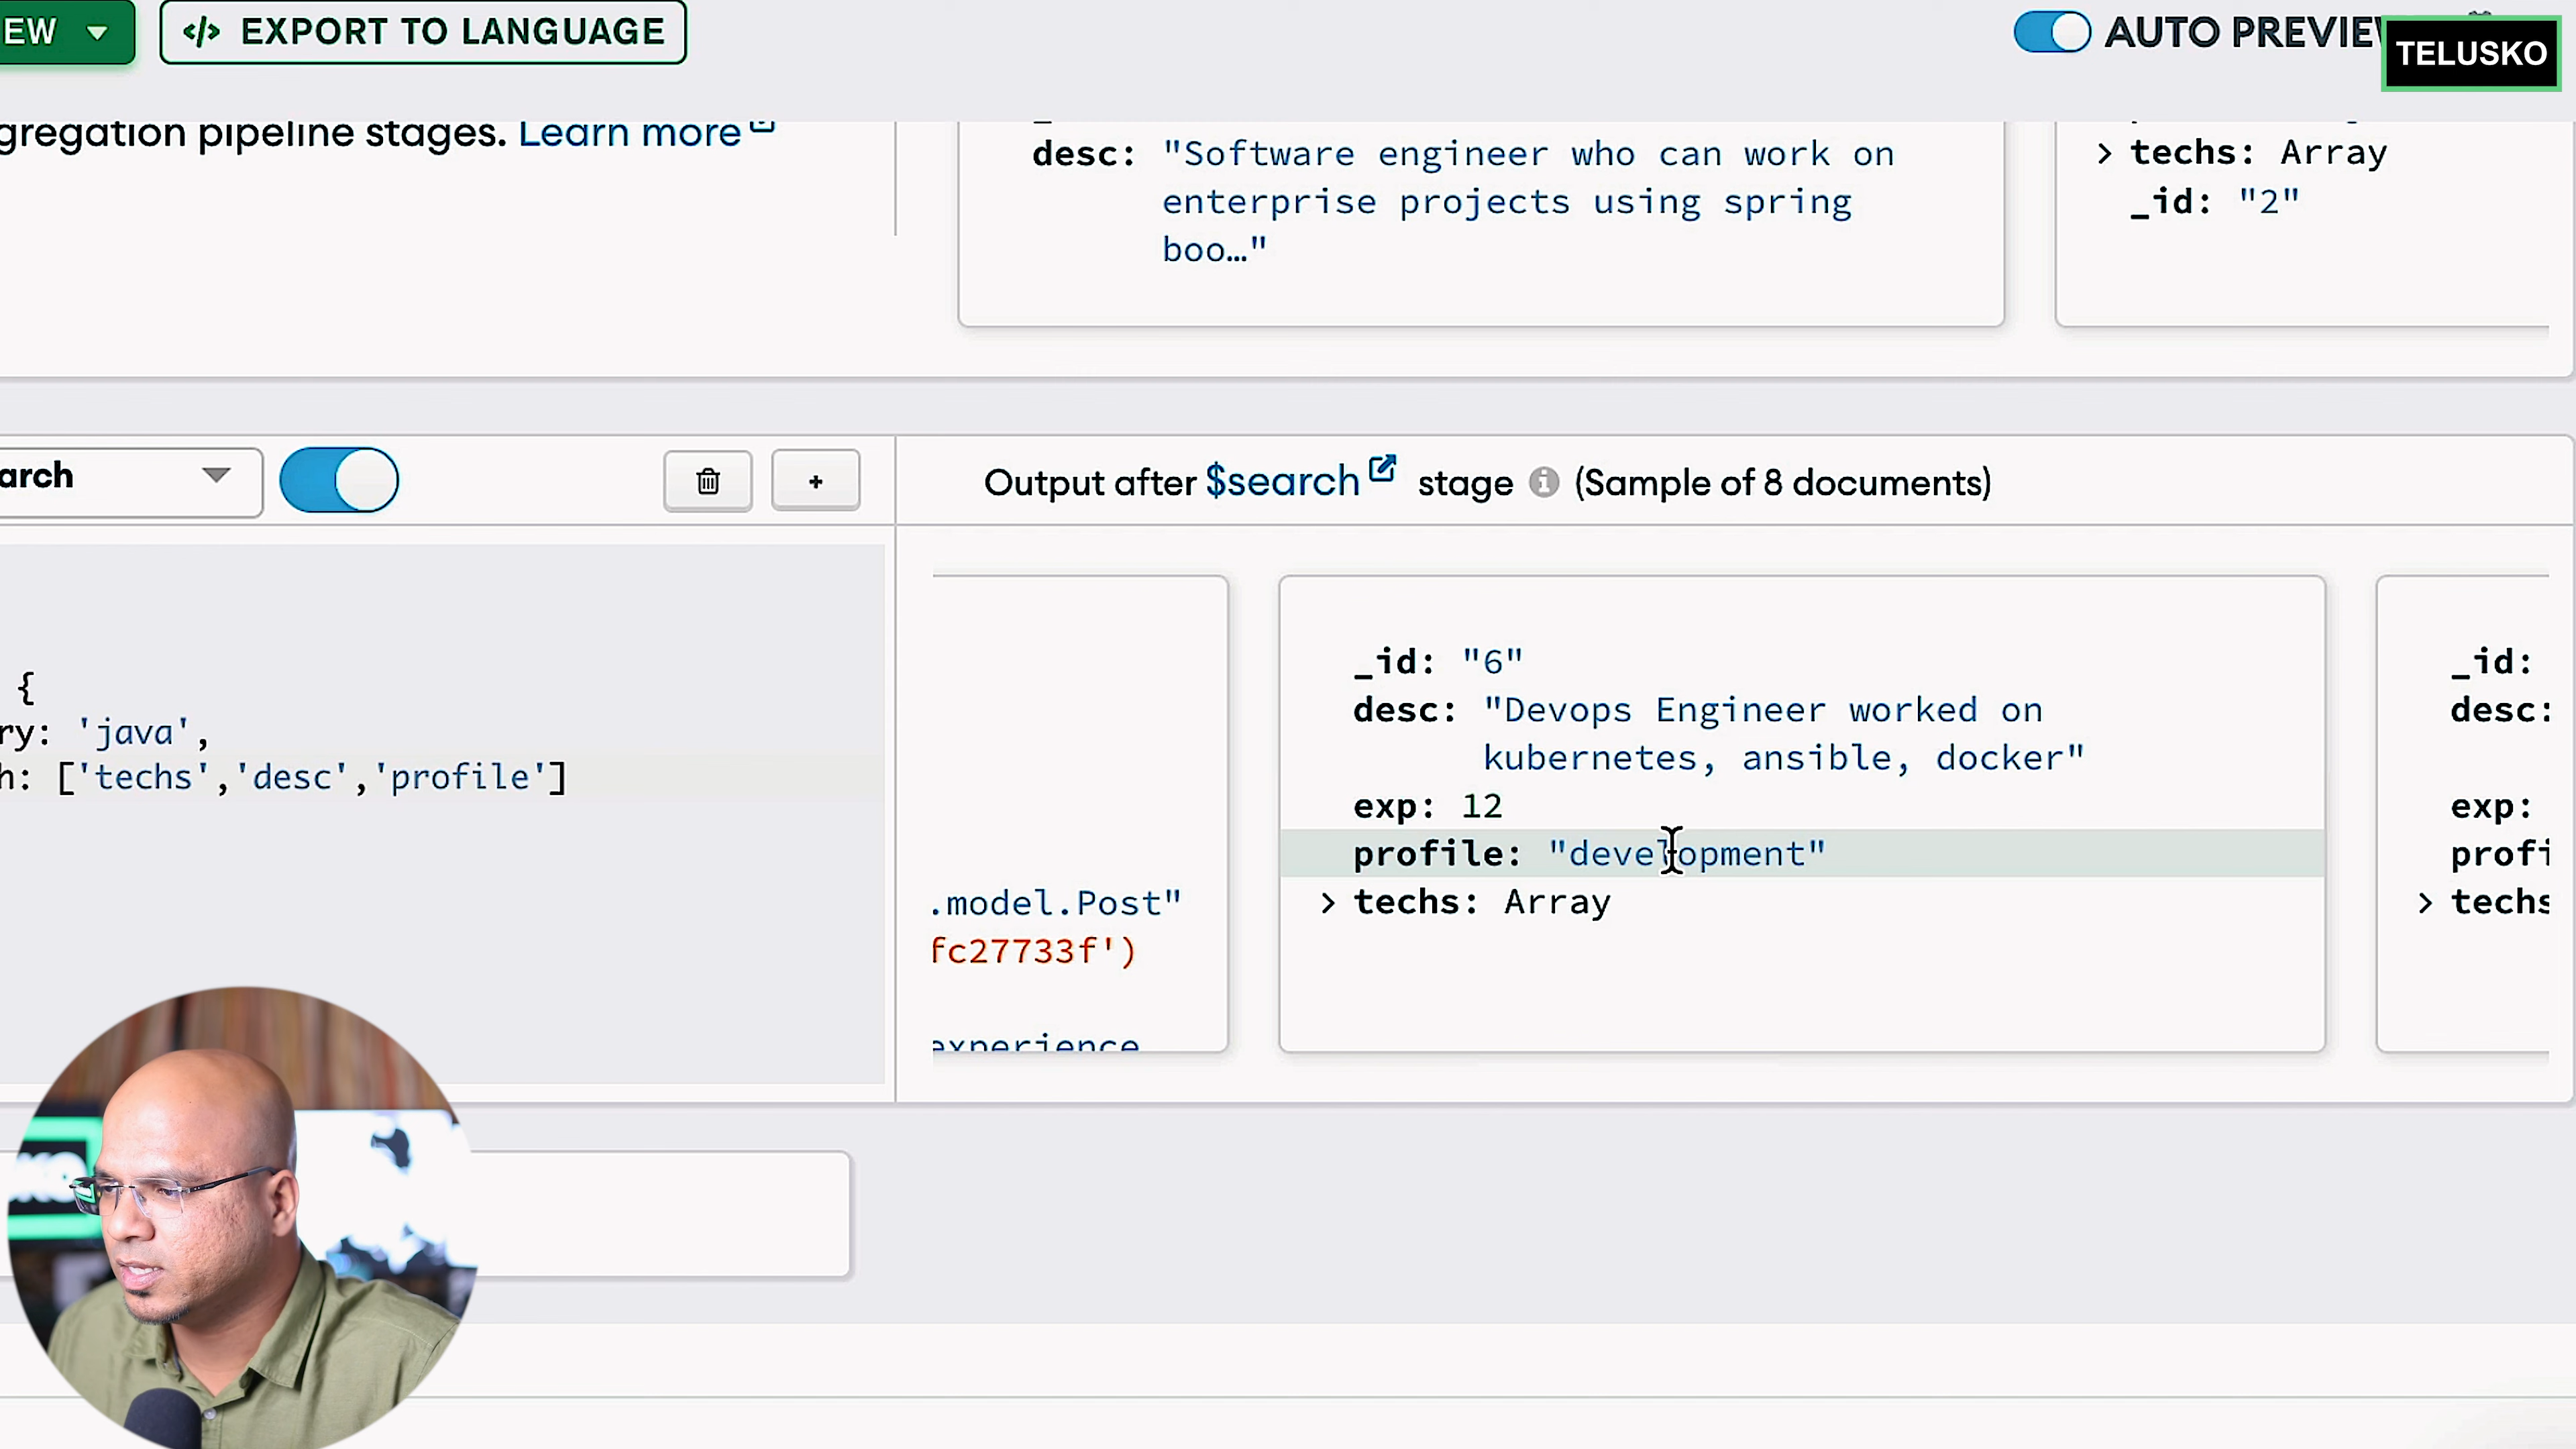 EW
</> EXPORT TO LANGUAGE
AUTO PREVIEW
TELUSKO
gregation pipeline stages. Learn more
desc: "Software engineer who can work on
enterprise projects using spring
boo…"
> techs: Array
_id: "2"
arch
+
Output after $search stage (Sample of 8 documents)
{
ry: 'java',
h: ['techs','desc','profile']
.model.Post"
fc27733f')
experience
_id: "6"
desc: "Devops Engineer worked on
kubernetes, ansible, docker"
exp: 12
profile: "development"
> techs: Array
_id:
desc:
exp:
profi
> techs